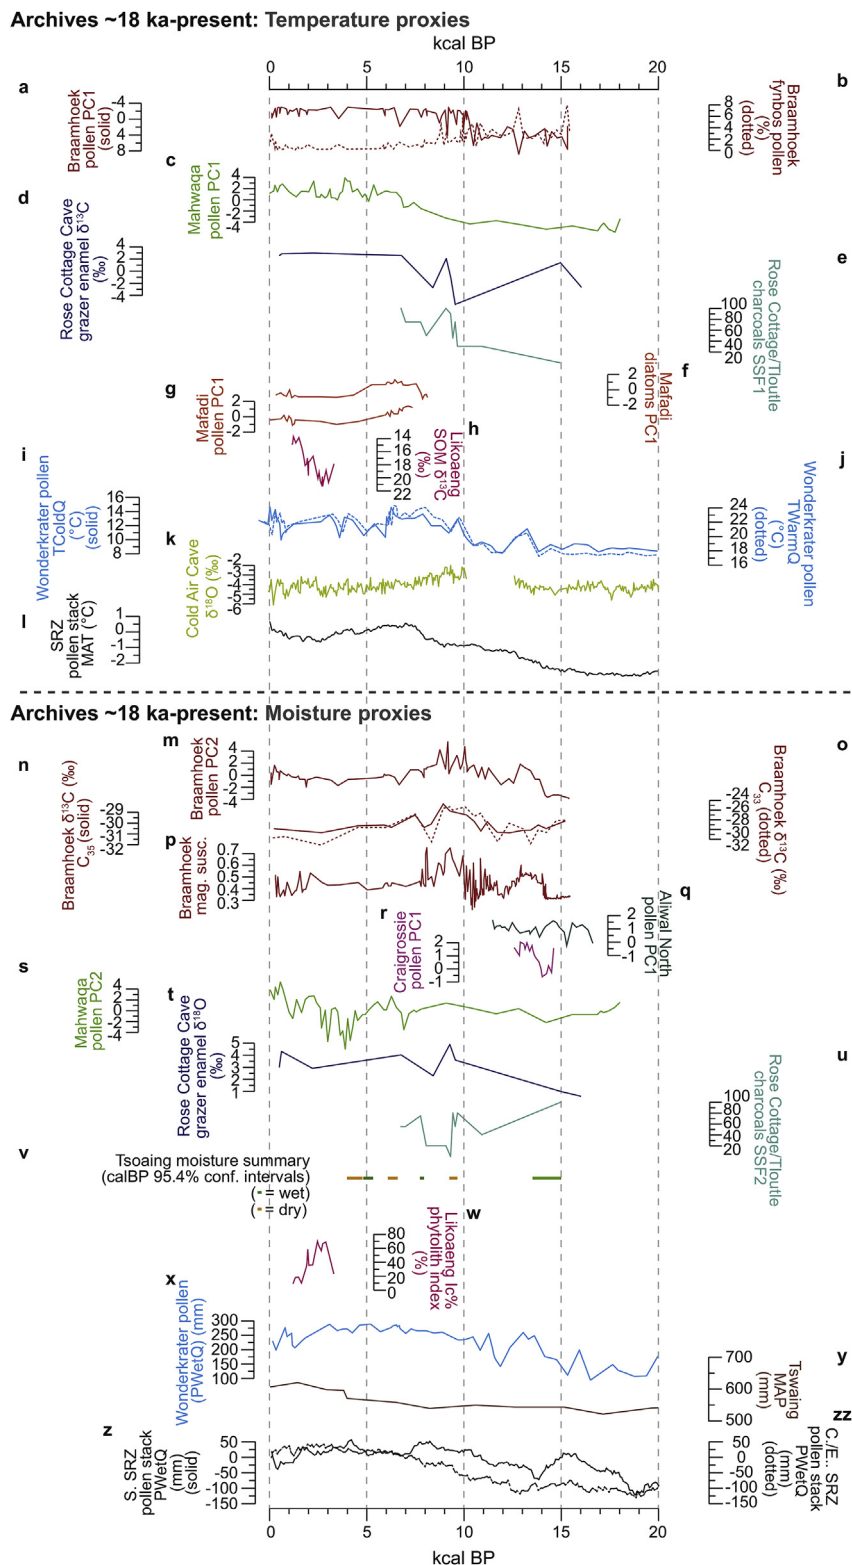 Archives ~18 ka-present: Temperature proxies
kcal BP
0 5 10 15 20
a
Braamhoek
pollen PC1
(solid)
-4
0
4
8
b
Braamhoek
fynbos pollen
(%)
(dotted)
8
6
4
2
0
c
Mahwaqa
pollen PC1
4
2
0
-2
-4
d
Rose Cottage Cave
grazer enamel δ13C
(‰)
4
2
0
-2
-4
e
Rose Cottage/Tloutle
charcoals SSF1
100
80
60
40
20
f
Mafadi
diatoms PC1
2
0
-2
g
Mafadi
pollen PC1
2
0
-2
h
Likoaeng
SOM δ13C
(‰)
14
16
18
20
22
i
Wonderkrater pollen
TColdQ
(°C)
(solid)
16
14
12
10
8
j
Wonderkrater pollen
TWarmQ
(°C)
(dotted)
24
22
20
18
16
k
Cold Air Cave
δ18O (‰)
-2
-3
-4
-5
-6
l
SRZ
pollen stack
MAT (°C)
1
0
-1
-2
Archives ~18 ka-present: Moisture proxies
m
Braamhoek
pollen PC2
4
2
0
-2
-4
n
Braamhoek δ13C (‰)
C35 (solid)
-29
-30
-31
-32
o
Braamhoek δ13C (‰)
C33 (dotted)
-24
-26
-28
-30
-32
p
Braamhoek
mag. susc.
0.7
0.6
0.5
0.4
0.3
q
Aliwal North
pollen PC1
2
1
0
-1
r
Craigrossie
pollen PC1
2
1
0
-1
s
Mahwaqa
pollen PC2
4
2
0
-2
-4
t
Rose Cottage Cave
grazer enamel δ18O
(‰)
5
4
3
2
1
u
Rose Cottage/Tloutle
charcoals SSF2
100
80
60
40
20
v
Tsoaing moisture summary
(calBP 95.4% conf. intervals)
(- = wet)
(- = dry)
w
Likoaeng Ic%
phytolith index
(%)
80
60
40
20
0
x
Wonderkrater pollen
(PWetQ) (mm)
300
250
200
150
100
y
Tswaing
MAP
(mm)
700
600
500
z
S. SRZ
pollen stack
PWetQ
(mm)
(solid)
50
0
-50
-100
-150
zz
C./E.. SRZ
pollen stack
PWetQ
(mm)
(dotted)
50
0
-50
-100
-150
0 5 10 15 20
kcal BP